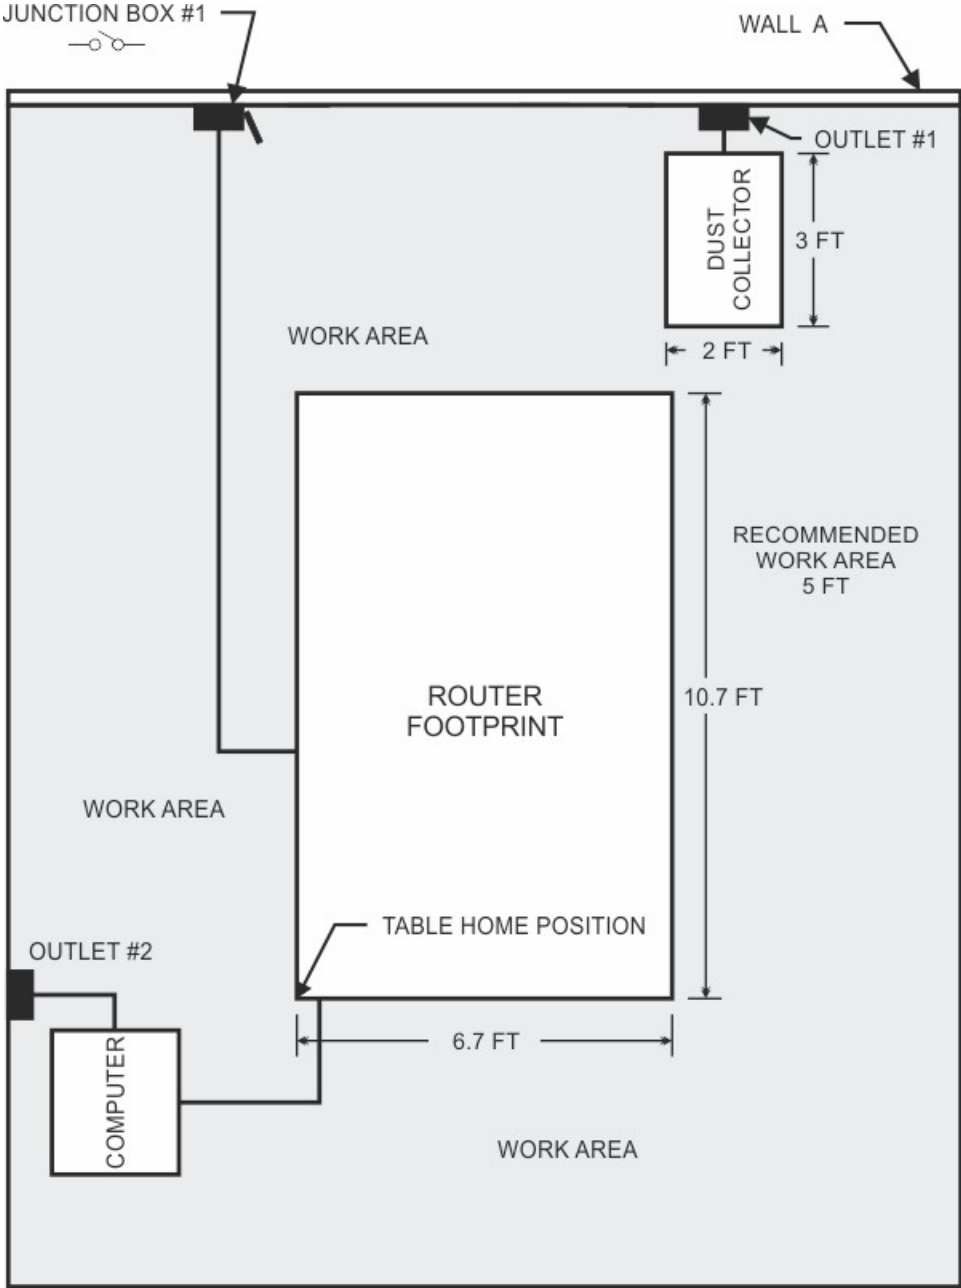 JUNCTION BOX #1
WALL A
OUTLET #1
DUST
COLLECTOR
3 FT
2 FT
WORK AREA
RECOMMENDED
WORK AREA
5 FT
ROUTER
FOOTPRINT
10.7 FT
WORK AREA
TABLE HOME POSITION
OUTLET #2
6.7 FT
COMPUTER
WORK AREA